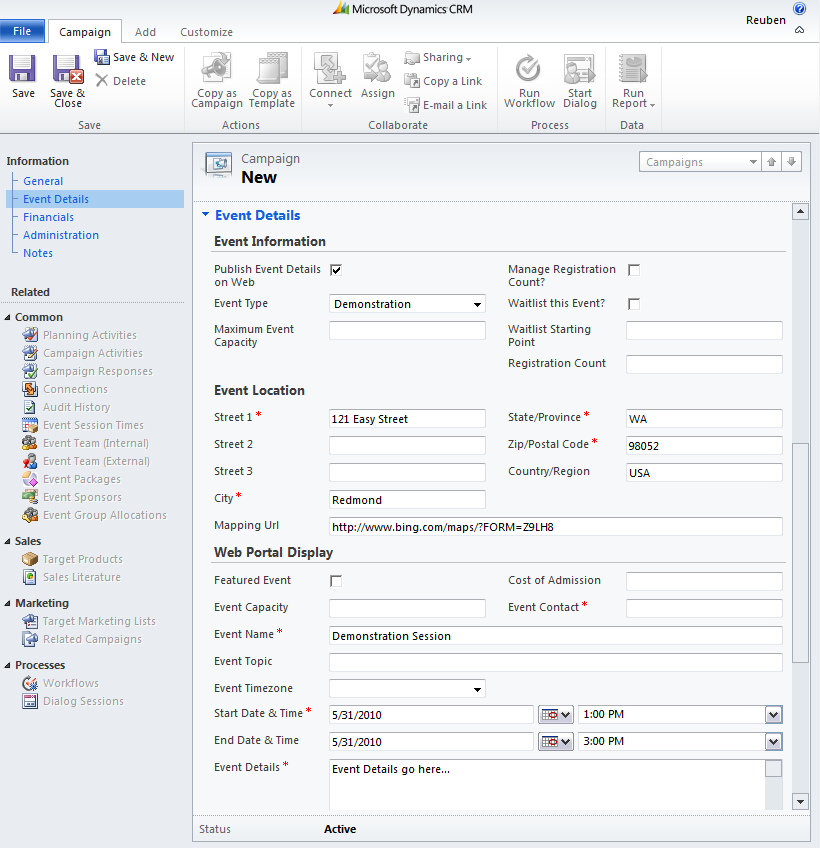 Microsoft Dynamics CRM
Reuben
File
Campaign
Add
Customize
Save
Save &
Close
Save & New
Delete
Save
Copy as
Campaign
Copy as
Template
Actions
Connect
Assign
Sharing
Copy a Link
E-mail a Link
Collaborate
Run
Workflow
Start
Dialog
Process
Run
Report
Data
Information
General
Event Details
Financials
Administration
Notes
Related
Common
Planning Activities
Campaign Activities
Campaign Responses
Connections
Audit History
Event Session Times
Event Team (Internal)
Event Team (External)
Event Packages
Event Sponsors
Event Group Allocations
Sales
Target Products
Sales Literature
Marketing
Target Marketing Lists
Related Campaigns
Processes
Workflows
Dialog Sessions
Campaign
New
Campaigns
Event Details
Event Information
Publish Event Details
on Web
Manage Registration
Count?
Event Type
Demonstration
Waitlist this Event?
Maximum Event
Capacity
Waitlist Starting
Point
Registration Count
Event Location
Street 1 *
121 Easy Street
State/Province *
WA
Street 2
Zip/Postal Code *
98052
Street 3
Country/Region
USA
City *
Redmond
Mapping Url
http://www.bing.com/maps/?FORM=Z9LH8
Web Portal Display
Featured Event
Cost of Admission
Event Capacity
Event Contact *
Event Name *
Demonstration Session
Event Topic
Event Timezone
Start Date & Time *
5/31/2010
1:00 PM
End Date & Time
5/31/2010
3:00 PM
Event Details *
Event Details go here...
Status
Active